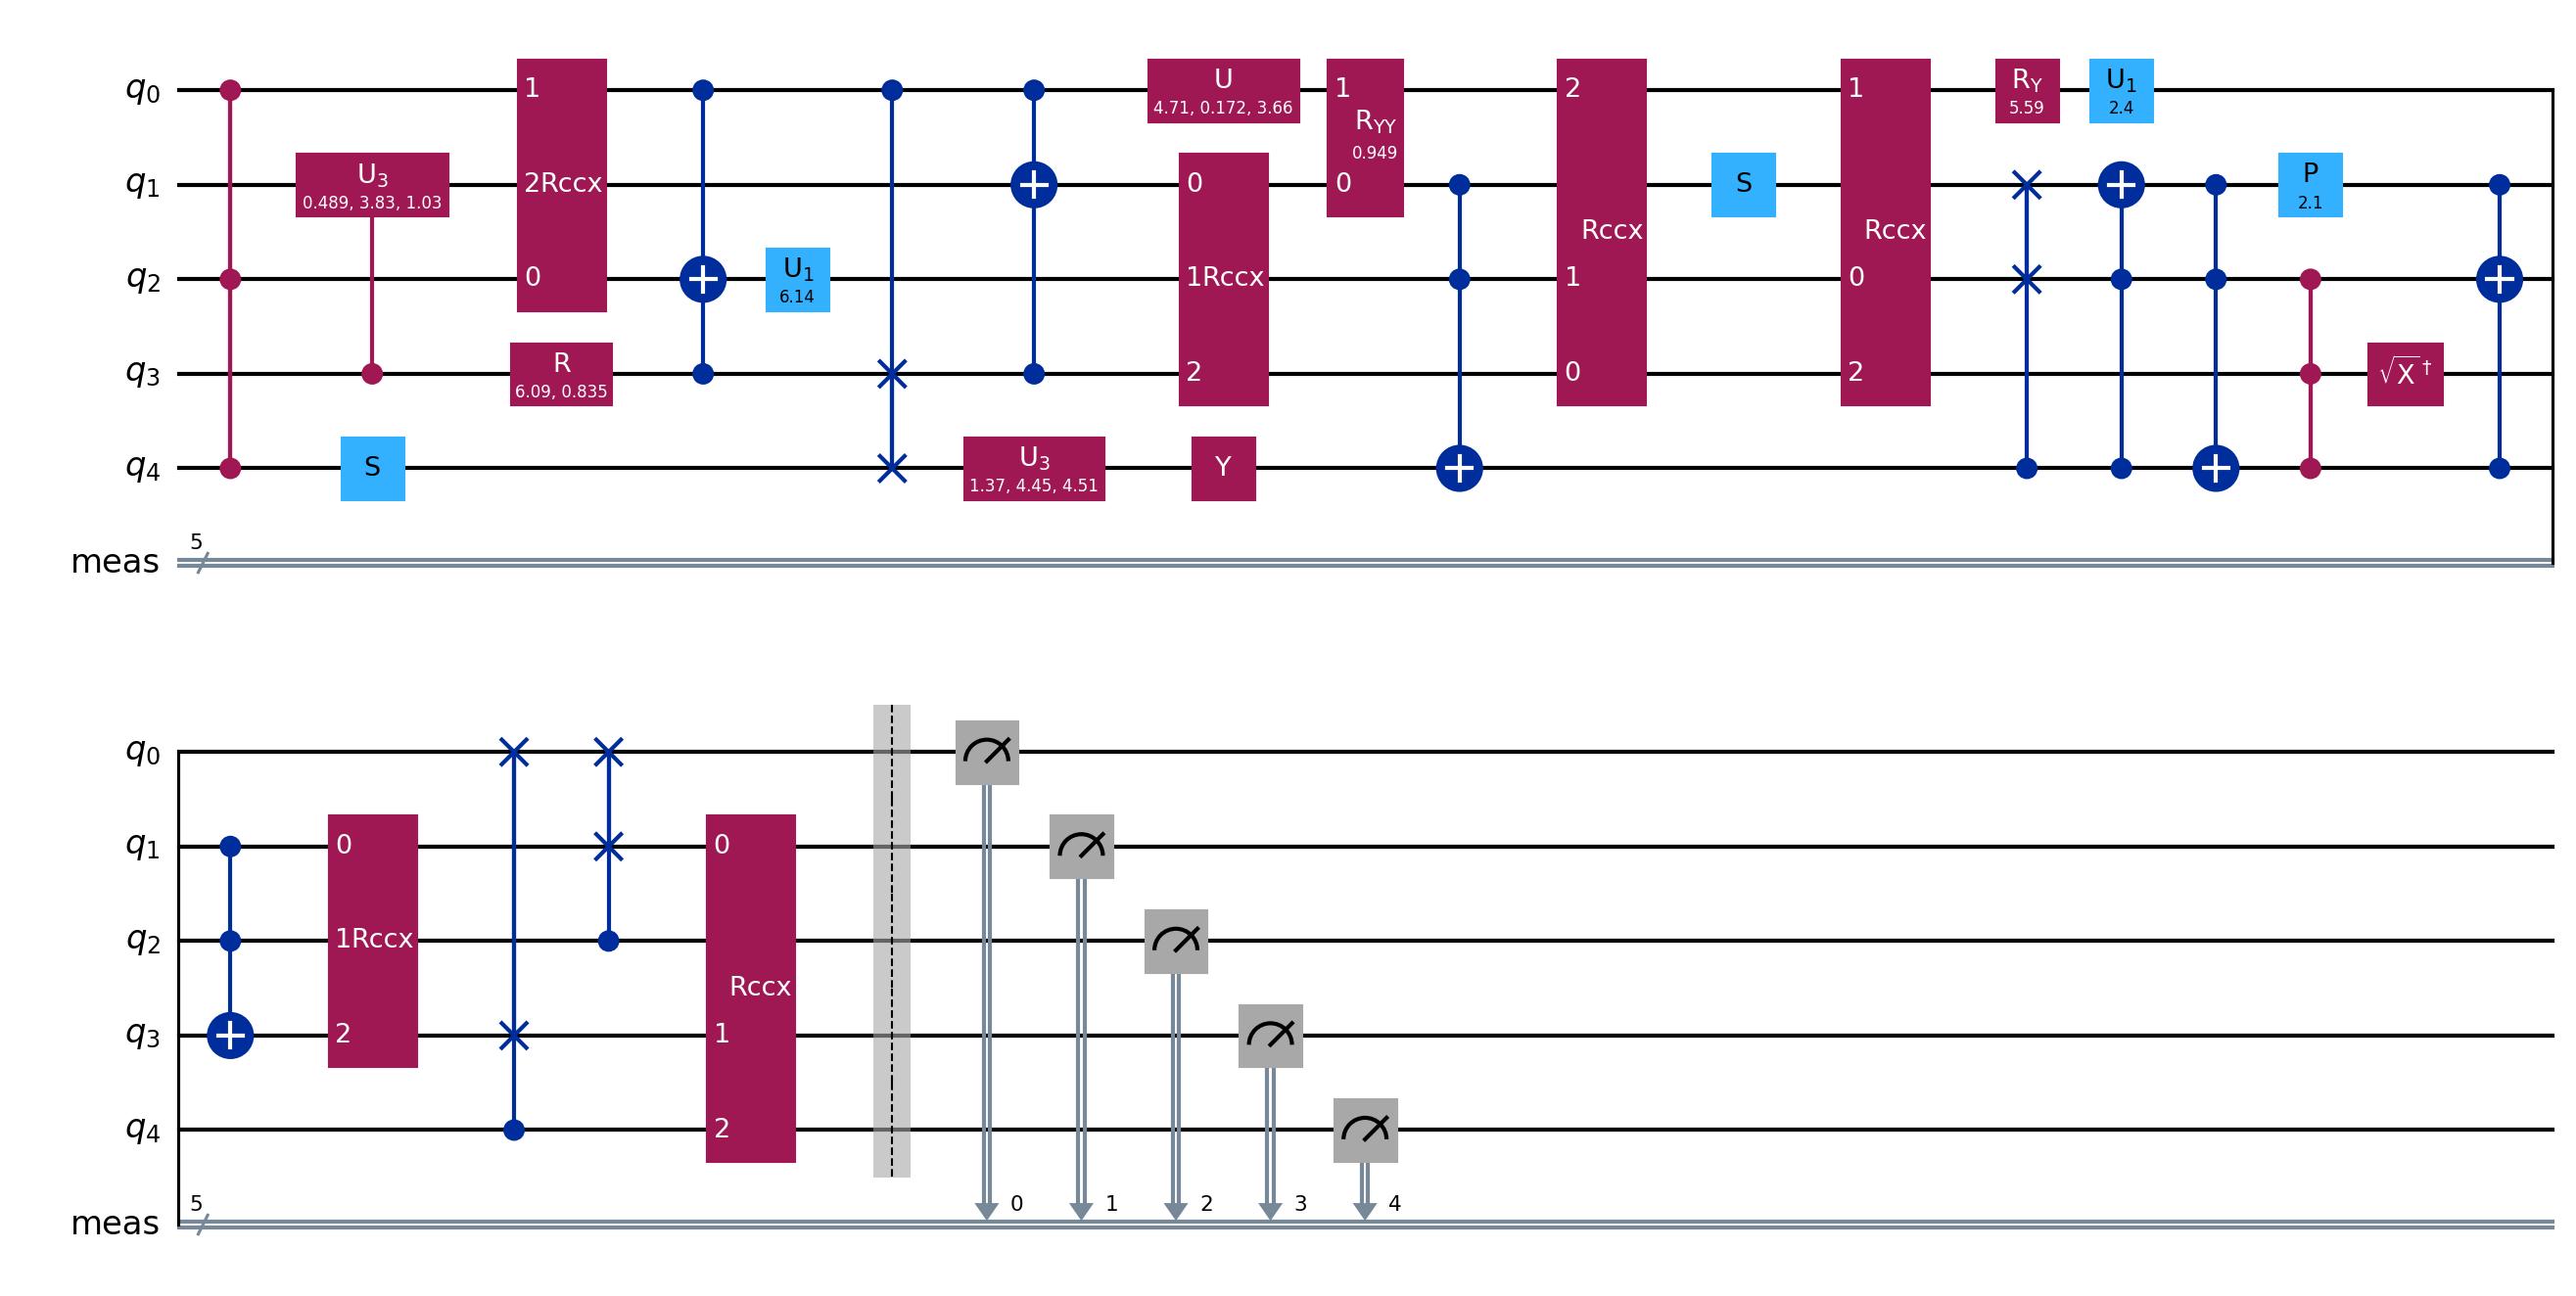 q0 1 U 4.71, 0.172, 3.66 1 RYY 0.949 2 1 RY 5.59 U1 2.4
q1 U3 0.489, 3.83, 1.03 2Rccx 0 0 S P 2.1
q2 0 U1 6.14 1Rccx 1 Rccx 0 Rccx
q3 R 6.09, 0.835 2 0 2 √X †
q4 S U3 1.37, 4.45, 4.51 Y
meas 5
q0
q1 0 0
q2 1Rccx Rccx
q3 2 1
q4 2
meas 5 0 1 2 3 4